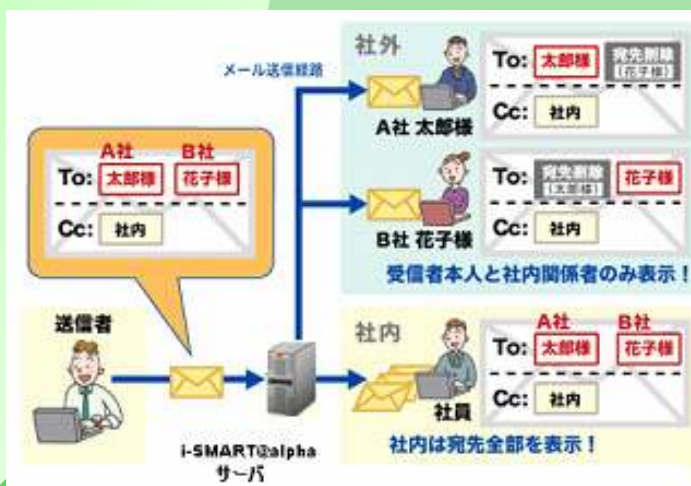 メール送信経路
A社 B社
To: 太郎様 花子様
Cc: 社内
送信者
i-SMART@alpha
サーバ
社外
A社 太郎様
To: 太郎様 宛先削除
(花子様)
Cc: 社内
B社 花子様
To: 宛先削除 花子様
(太郎様)
Cc: 社内
受信者本人と社内関係者のみ表示!
社内
社員
A社 B社
To: 太郎様 花子様
Cc: 社内
社内は宛先全部を表示!